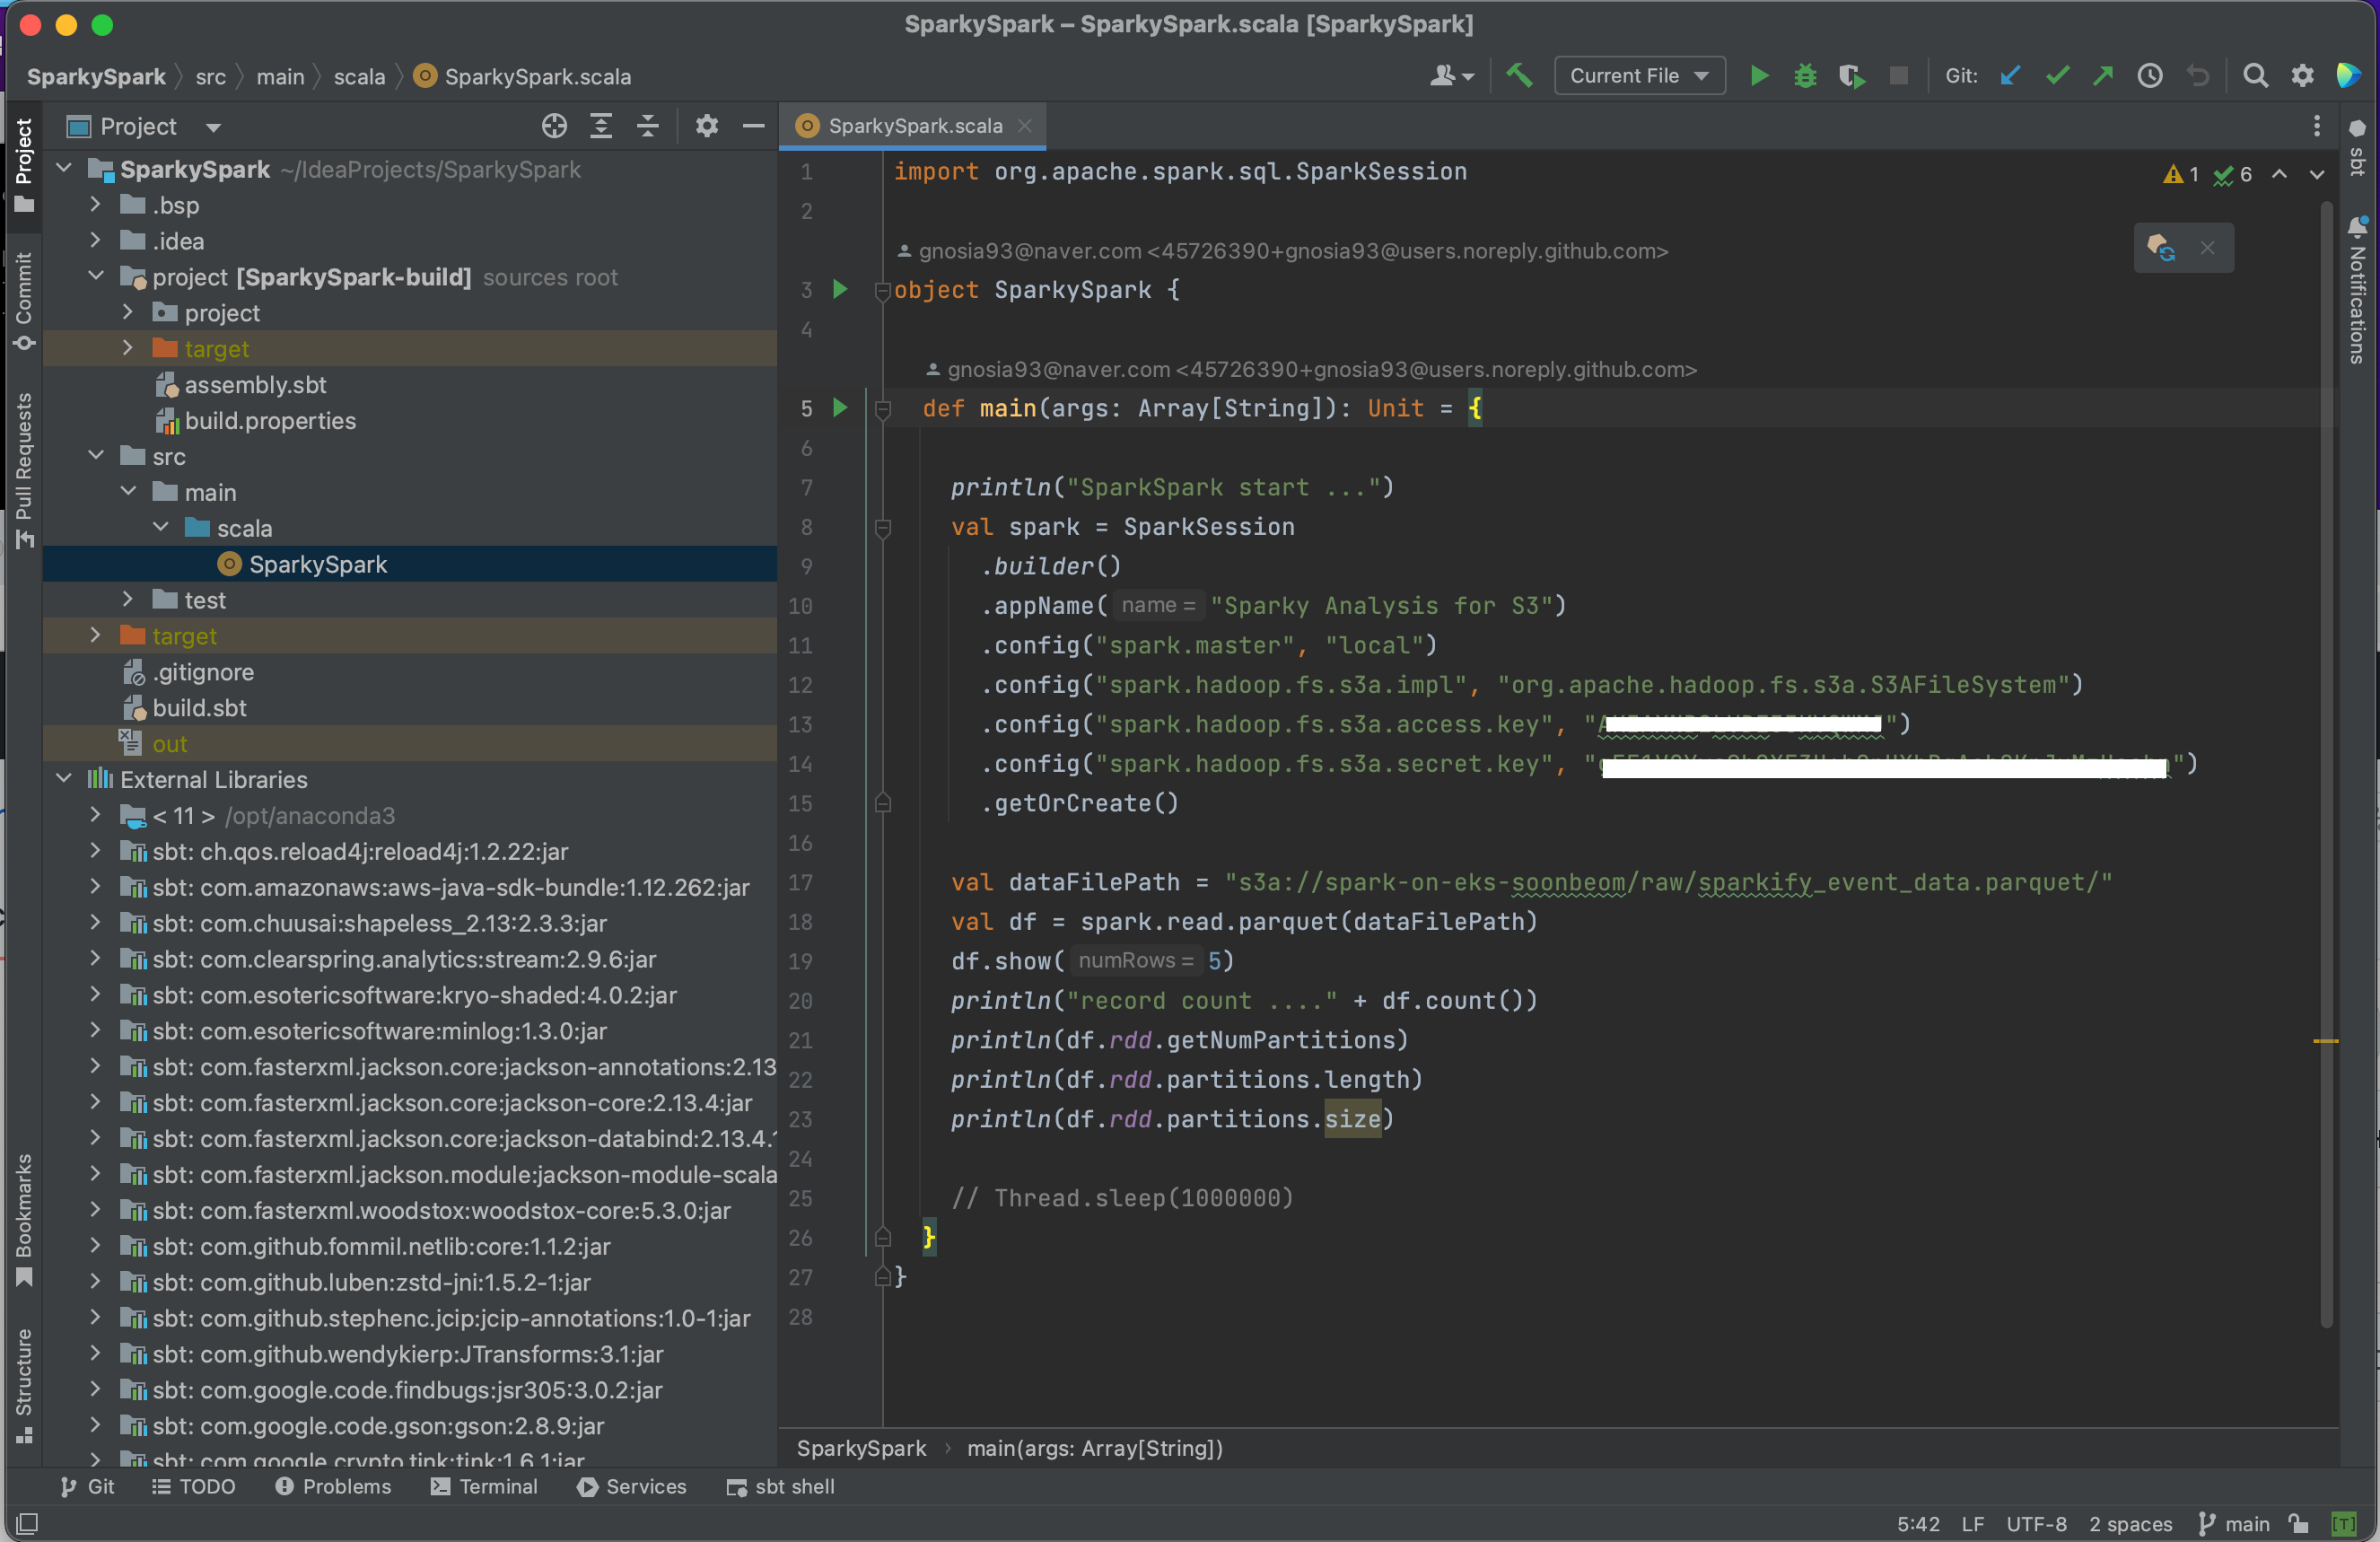 SparkySpark – SparkySpark.scala [SparkySpark]
SparkySpark src main scala SparkySpark.scala
Current File
Git:
Project
SparkySpark ~/IdeaProjects/SparkySpark
.bsp
.idea
project [SparkySpark-build] sources root
project
target
assembly.sbt
build.properties
src
main
scala
SparkySpark
test
target
.gitignore
build.sbt
out
External Libraries
< 11 > /opt/anaconda3
sbt: ch.qos.reload4j:reload4j:1.2.22:jar
sbt: com.amazonaws:aws-java-sdk-bundle:1.12.262:jar
sbt: com.chuusai:shapeless_2.13:2.3.3:jar
sbt: com.clearspring.analytics:stream:2.9.6:jar
sbt: com.esotericsoftware:kryo-shaded:4.0.2:jar
sbt: com.esotericsoftware:minlog:1.3.0:jar
sbt: com.fasterxml.jackson.core:jackson-annotations:2.13
sbt: com.fasterxml.jackson.core:jackson-core:2.13.4:jar
sbt: com.fasterxml.jackson.core:jackson-databind:2.13.4.
sbt: com.fasterxml.jackson.module:jackson-module-scala
sbt: com.fasterxml.woodstox:woodstox-core:5.3.0:jar
sbt: com.github.fommil.netlib:core:1.1.2:jar
sbt: com.github.luben:zstd-jni:1.5.2-1:jar
sbt: com.github.stephenc.jcip:jcip-annotations:1.0-1:jar
sbt: com.github.wendykierp:JTransforms:3.1:jar
sbt: com.google.code.findbugs:jsr305:3.0.2:jar
sbt: com.google.code.gson:gson:2.8.9:jar
sbt: com.google.crypto.tink:tink:1.6.1:jar
Project
Commit
Pull Requests
Bookmarks
Structure
SparkySpark.scala
1 6
1 import org.apache.spark.sql.SparkSession
2
gnosia93@naver.com <45726390+gnosia93@users.noreply.github.com>
3 object SparkySpark {
4
gnosia93@naver.com <45726390+gnosia93@users.noreply.github.com>
5 def main(args: Array[String]): Unit = {
6
7 println("SparkSpark start ...")
8 val spark = SparkSession
9 .builder()
10 .appName( name = "Sparky Analysis for S3")
11 .config("spark.master", "local")
12 .config("spark.hadoop.fs.s3a.impl", "org.apache.hadoop.fs.s3a.S3AFileSystem")
13 .config("spark.hadoop.fs.s3a.access.key", "")
14 .config("spark.hadoop.fs.s3a.secret.key", "")
15 .getOrCreate()
16
17 val dataFilePath = "s3a://spark-on-eks-soonbeom/raw/sparkify_event_data.parquet/"
18 val df = spark.read.parquet(dataFilePath)
19 df.show( numRows = 5)
20 println("record count ...." + df.count())
21 println(df.rdd.getNumPartitions)
22 println(df.rdd.partitions.length)
23 println(df.rdd.partitions.size)
24
25 // Thread.sleep(1000000)
26 }
27 }
28
sbt
Notifications
SparkySpark main(args: Array[String])
Git TODO Problems Terminal Services sbt shell
5:42 LF UTF-8 2 spaces main [T]